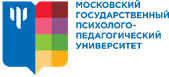 МОСКОВСКИЙ
ГОСУДАРСТВЕННЫЙ
ПСИХОЛОГО-
ПЕДАГОГИЧЕСКИЙ
УНИВЕРСИТЕТ